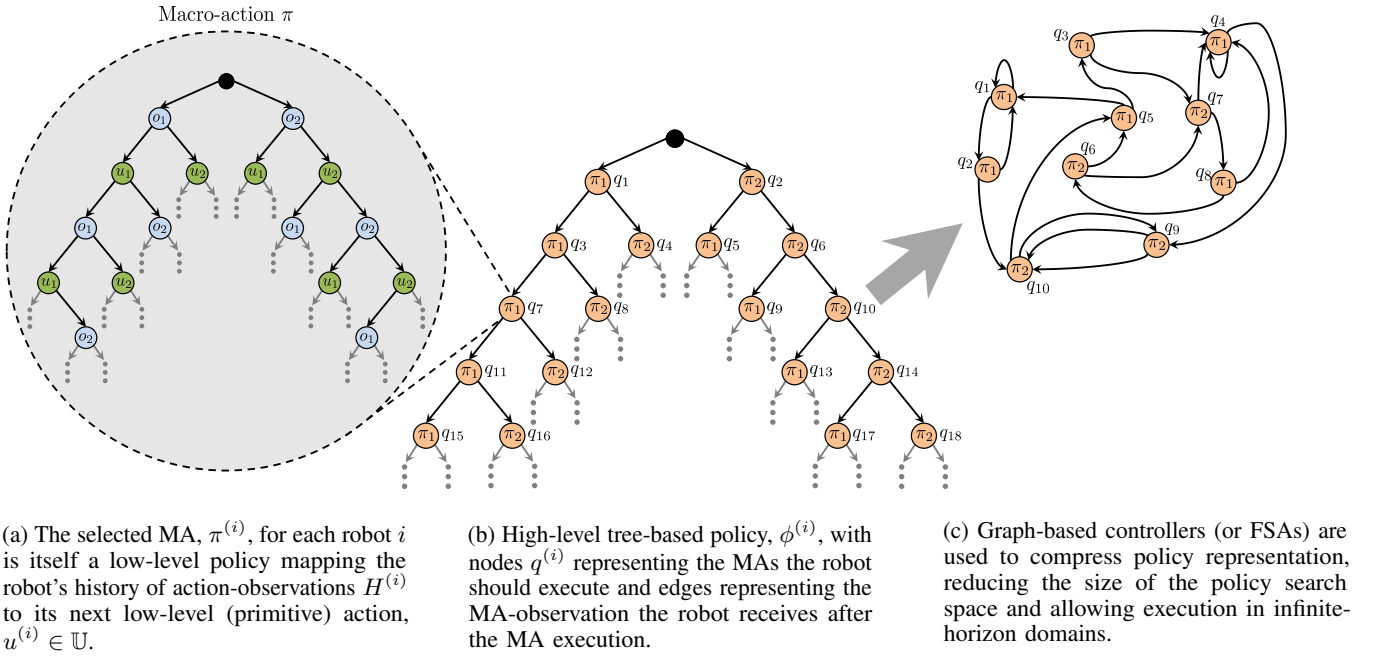 Macro-action π
o₁ o₂
u₁ u₂ u₁ u₂
o₁ o₂ o₁ o₂
u₁ u₂ u₁ u₂
o₂ o₁
π₁ q₁ π₂ q₂
π₁ q₃ π₂ q₄ π₁ q₅ π₂ q₆
π₁ q₇ π₂ q₈ π₁ q₉ π₂ q₁₀
π₁ q₁₁ π₂ q₁₂ π₁ q₁₃ π₂ q₁₄
π₁ q₁₅ π₂ q₁₆ π₁ q₁₇ π₂ q₁₈
q₃ π₁ q₄ π₁
q₁ π₁ π₁ q₅ π₂ q₇
q₂ π₁ π₂ q₆ q₈ π₁
π₂ q₉
π₂ q₁₀
(a) The selected MA, π⁽ⁱ⁾, for each robot i
is itself a low-level policy mapping the
robot's history of action-observations H⁽ⁱ⁾
to its next low-level (primitive) action,
u⁽ⁱ⁾ ∈ 𝕌.
(b) High-level tree-based policy, ϕ⁽ⁱ⁾, with
nodes q⁽ⁱ⁾ representing the MAs the robot
should execute and edges representing the
MA-observation the robot receives after
the MA execution.
(c) Graph-based controllers (or FSAs) are
used to compress policy representation,
reducing the size of the policy search
space and allowing execution in infinite-
horizon domains.